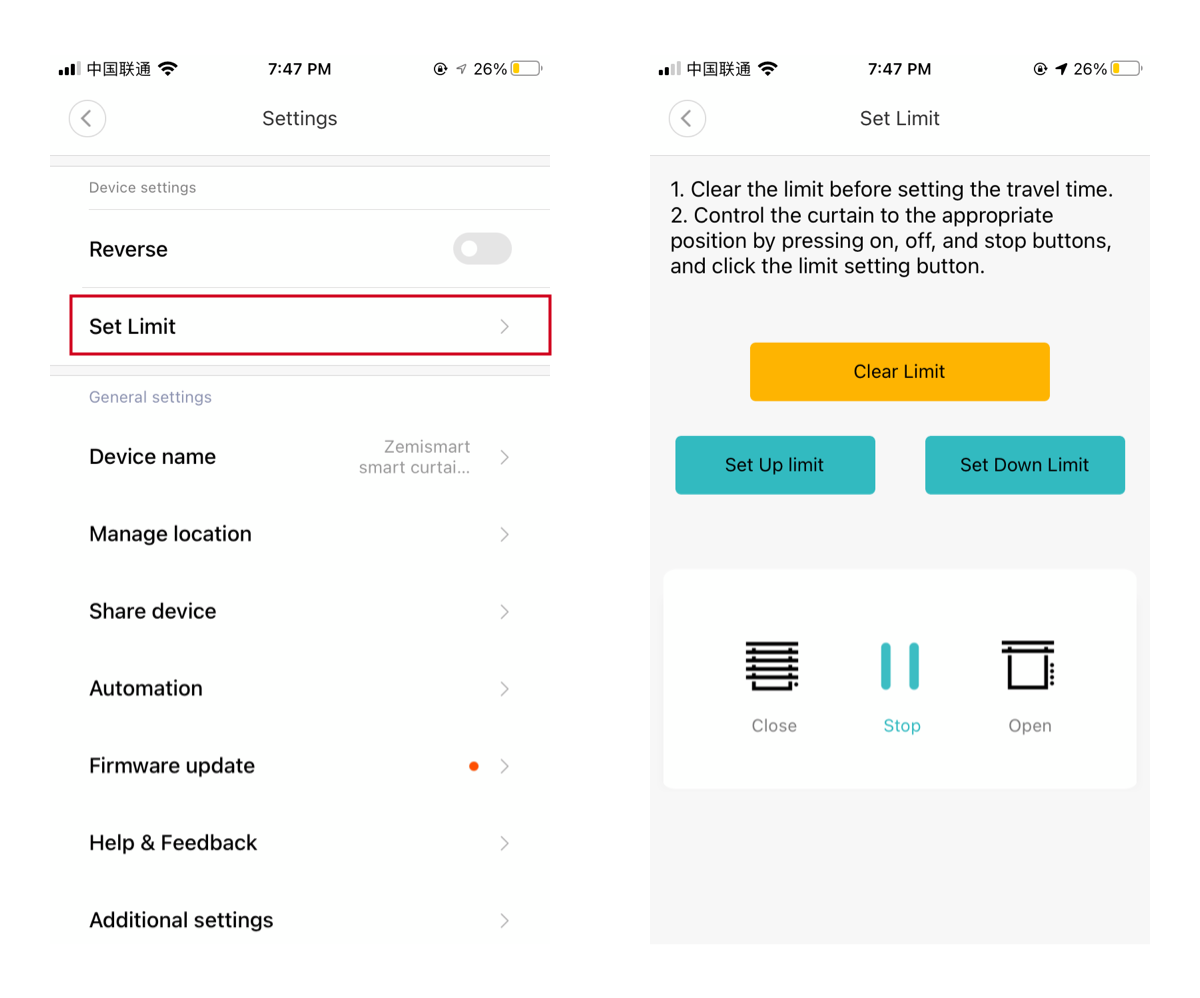 中国联通
7:47 PM
26%
Settings
Device settings
Reverse
Set Limit
General settings
Device name
Zemismart
smart curtai...
Manage location
Share device
Automation
Firmware update
Help & Feedback
Additional settings
中国联通
7:47 PM
26%
Set Limit
1. Clear the limit before setting the travel time.
2. Control the curtain to the appropriate
position by pressing on, off, and stop buttons,
and click the limit setting button.
Clear Limit
Set Up limit
Set Down Limit
Close
Stop
Open